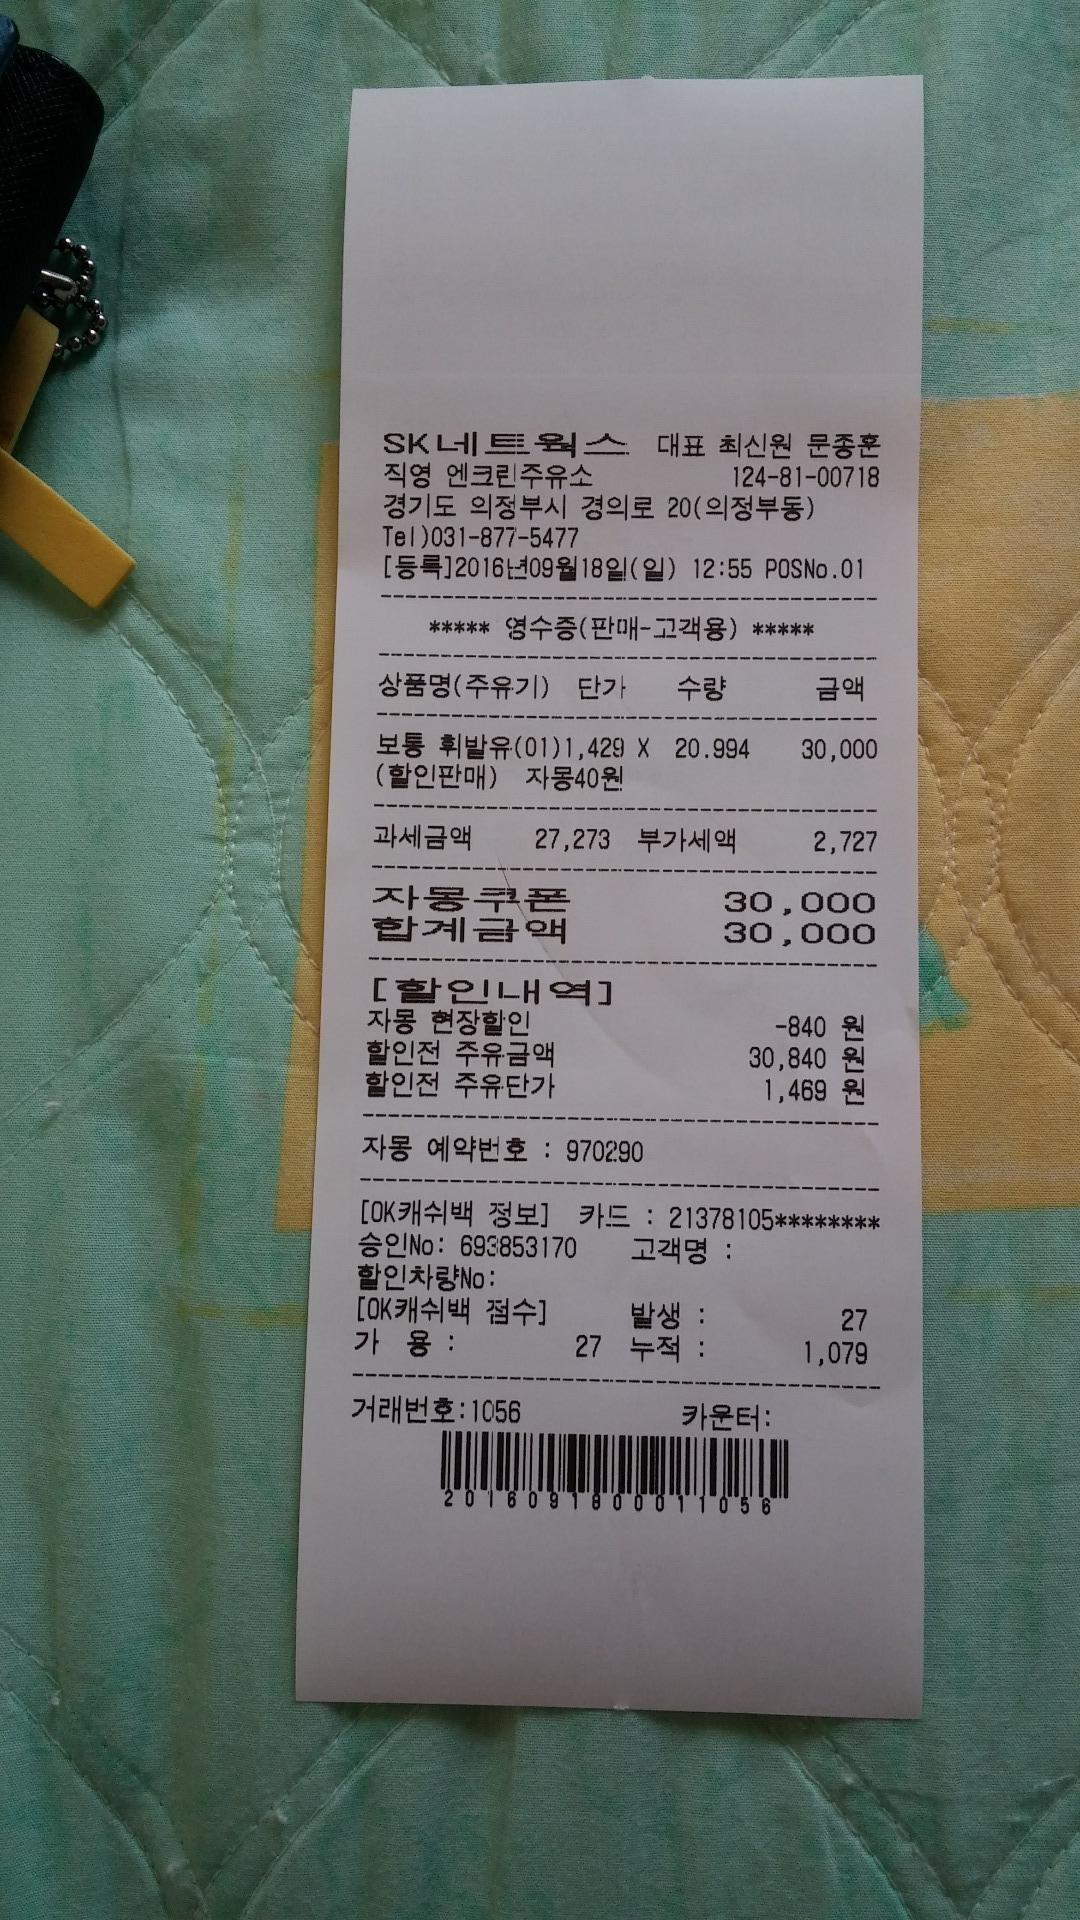 SK네트웍스 대표 최신원 문종훈
직영 엔크린주유소 124-81-00718
경기도 의정부시 경의로 20(의정부동)
Tel)031-877-5477
[등록]2016년09월18일(일) 12:55 POSNo.01
***** 영수증(판매-고객용) *****
상품명(주유기) 단가 수량 금액
보통 휘발유(01)1,429 X 20.994 30,000
(할인판매) 자몽40원
과세금액 27,273 부가세액 2,727
자몽쿠폰 30,000
합계금액 30,000
[할인내역]
자몽 현장할인 -840 원
할인전 주유금액 30,840 원
할인전 주유단가 1,469 원
자몽 예약번호 : 970290
[OK캐쉬백 정보] 카드 : 21378105********
승인No: 693853170 고객명 :
할인차량No:
[OK캐쉬백 점수] 발생 : 27
가 용 : 27 누적 : 1,079
거래번호:1056 카운터:
2016091800011056